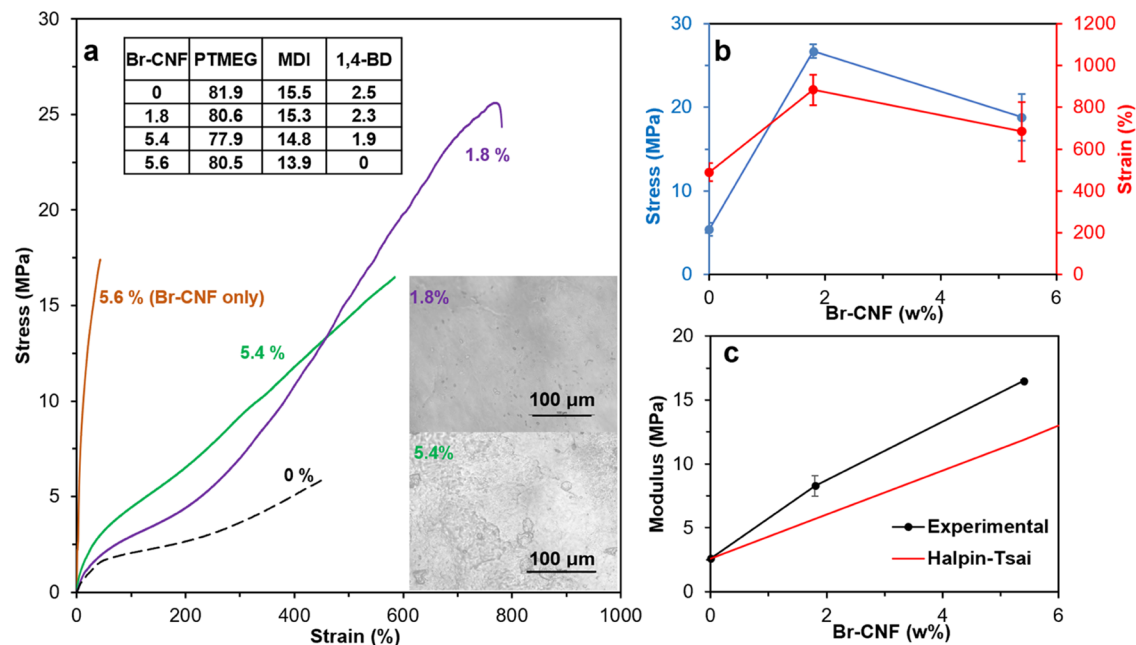 a
Br-CNF PTMEG MDI 1,4-BD
0 81.9 15.5 2.5
1.8 80.6 15.3 2.3
5.4 77.9 14.8 1.9
5.6 80.5 13.9 0
30
25
20
15
10
5
0
Stress (MPa)
0 200 400 600 800 1000
Strain (%)
1.8 %
5.6 % (Br-CNF only)
5.4 %
0 %
1.8%
100 µm
5.4%
100 µm
b
30
20
10
0
Stress (MPa)
1200
1000
800
600
400
200
0
Strain (%)
0 2 4 6
Br-CNF (w%)
c
20
15
10
5
0
Modulus (MPa)
Experimental
Halpin-Tsai
0 2 4 6
Br-CNF (w%)